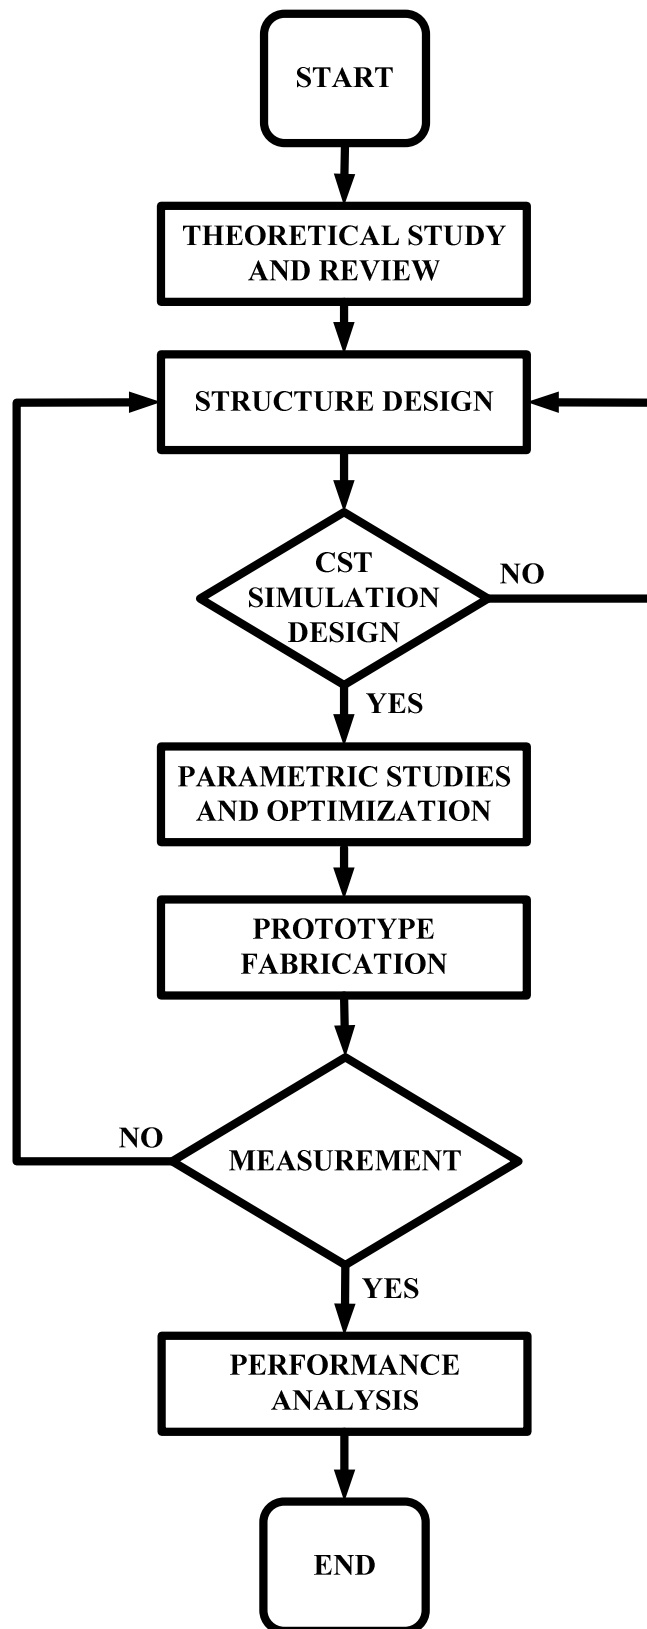 START
THEORETICAL STUDY
AND REVIEW
STRUCTURE DESIGN
CST
SIMULATION
DESIGN
NO
YES
PARAMETRIC STUDIES
AND OPTIMIZATION
PROTOTYPE
FABRICATION
NO
MEASUREMENT
YES
PERFORMANCE
ANALYSIS
END